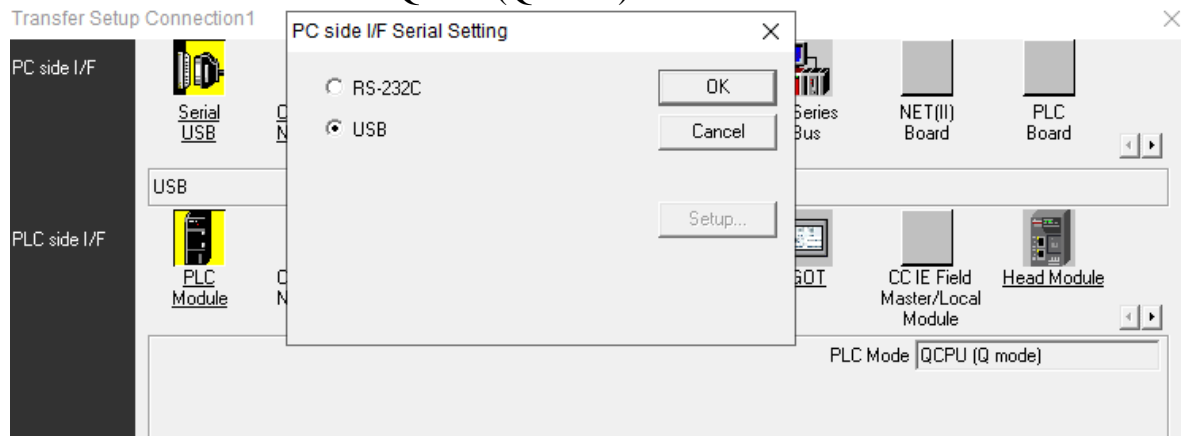 Transfer Setup Connection1
PC side I/F Serial Setting
PC side I/F
RS-232C
OK
Serial
USB
Series
Bus
NET(II)
Board
PLC
Board
USB
Cancel
USB
Setup...
PLC side I/F
PLC
Module
GOT
CC IE Field
Master/Local
Module
Head Module
PLC Mode QCPU (Q mode)